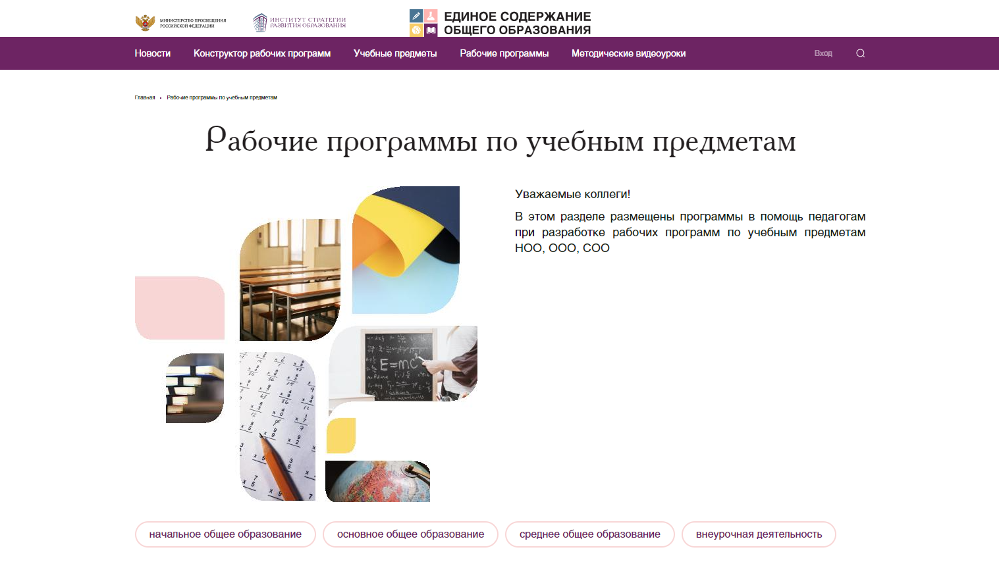 МИНИСТЕРСТВО ПРОСВЕЩЕНИЯ
РОССИЙСКОЙ ФЕДЕРАЦИИ
ИНСТИТУТ СТРАТЕГИИ
РАЗВИТИЯ ОБРАЗОВАНИЯ
ЕДИНОЕ СОДЕРЖАНИЕ
ОБЩЕГО ОБРАЗОВАНИЯ
Новости Конструктор рабочих программ Учебные предметы Рабочие программы Методические видеоуроки Вход
Главная • Рабочие программы по учебным предметам
Рабочие программы по учебным предметам
Уважаемые коллеги!
В этом разделе размещены программы в помощь педагогам
при разработке рабочих программ по учебным предметам
НОО, ООО, СОО
E=mc²
начальное общее образование основное общее образование среднее общее образование внеурочная деятельность